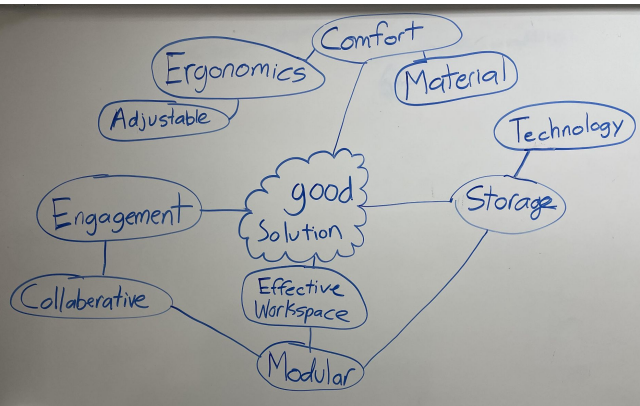 Comfort
Ergonomics
Material
Adjustable
Technology
good
Solution
Engagement
Storage
Effective
Workspace
Collaberative
Modular